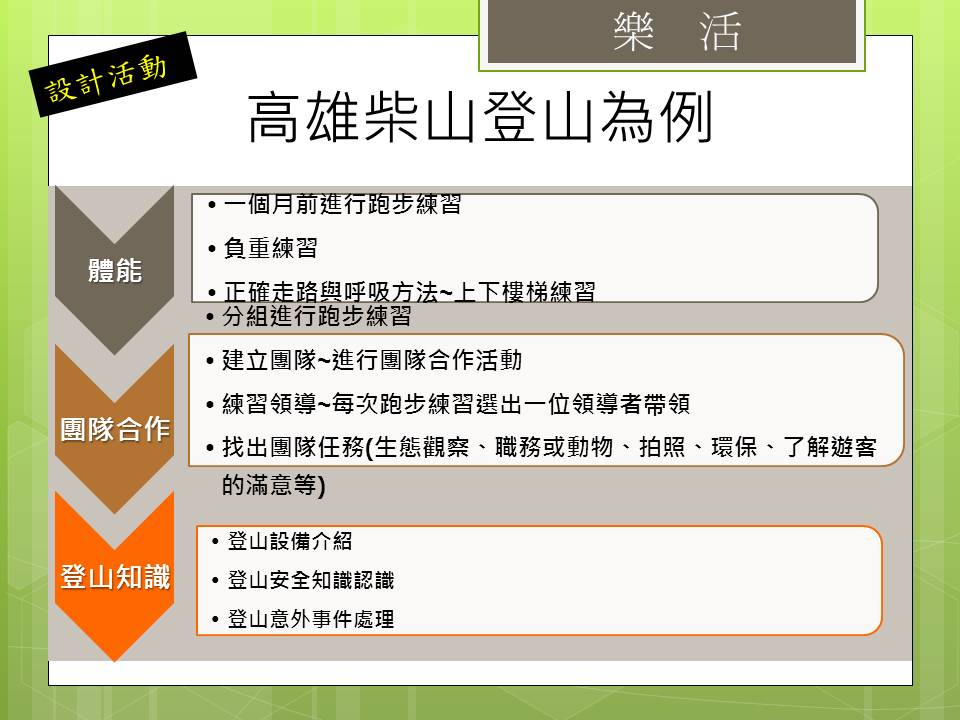 樂 活
設計活動
高雄柴山登山為例
體能
• 一個月前進行跑步練習
• 負重練習
• 正確走路與呼吸方法~上下樓梯練習
團隊合作
• 分組進行跑步練習
• 建立團隊~進行團隊合作活動
• 練習領導~每次跑步練習選出一位領導者帶領
• 找出團隊任務(生態觀察、職務或動物、拍照、環保、了解遊客
的滿意等)
登山知識
• 登山設備介紹
• 登山安全知識認識
• 登山意外事件處理